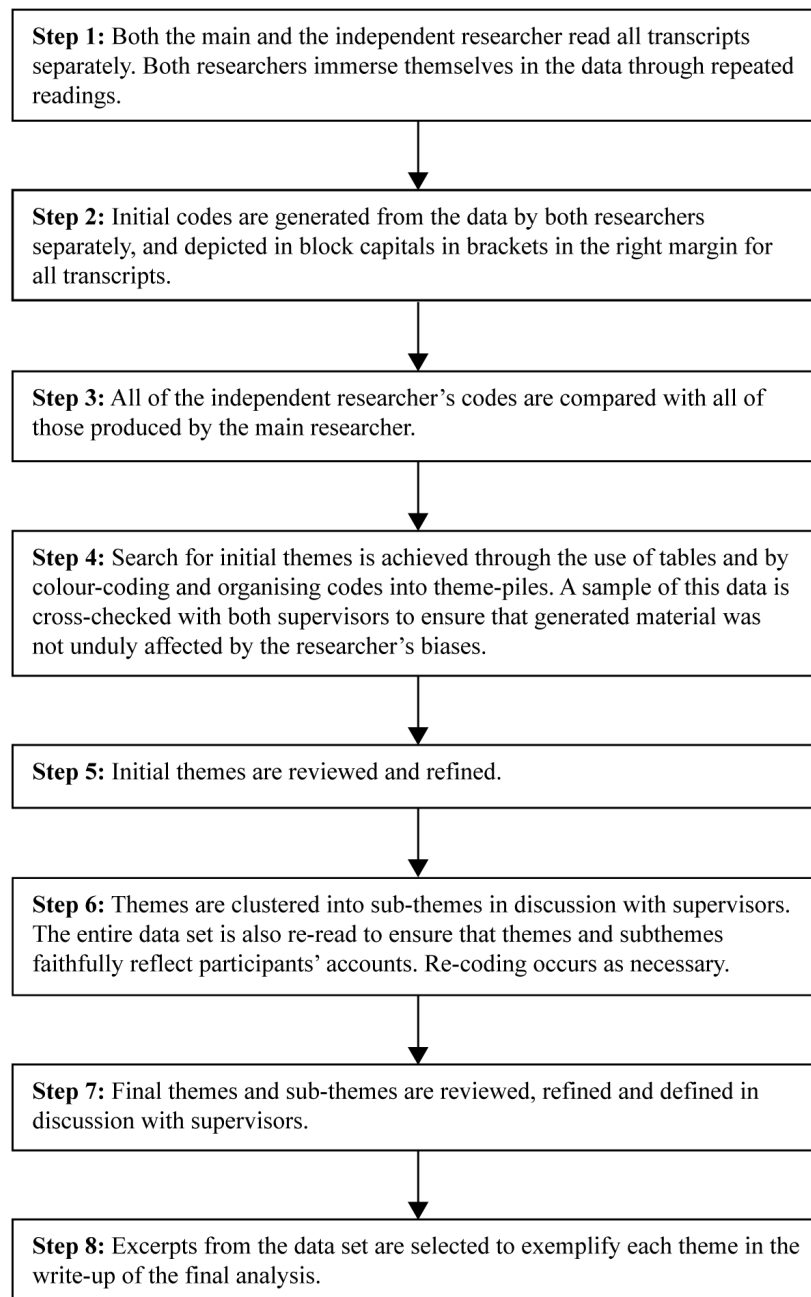 Step 1: Both the main and the independent researcher read all transcripts
separately. Both researchers immerse themselves in the data through repeated
readings.
Step 2: Initial codes are generated from the data by both researchers
separately, and depicted in block capitals in brackets in the right margin for
all transcripts.
Step 3: All of the independent researcher’s codes are compared with all of
those produced by the main researcher.
Step 4: Search for initial themes is achieved through the use of tables and by
colour-coding and organising codes into theme-piles. A sample of this data is
cross-checked with both supervisors to ensure that generated material was
not unduly affected by the researcher’s biases.
Step 5: Initial themes are reviewed and refined.
Step 6: Themes are clustered into sub-themes in discussion with supervisors.
The entire data set is also re-read to ensure that themes and subthemes
faithfully reflect participants’ accounts. Re-coding occurs as necessary.
Step 7: Final themes and sub-themes are reviewed, refined and defined in
discussion with supervisors.
Step 8: Excerpts from the data set are selected to exemplify each theme in the
write-up of the final analysis.